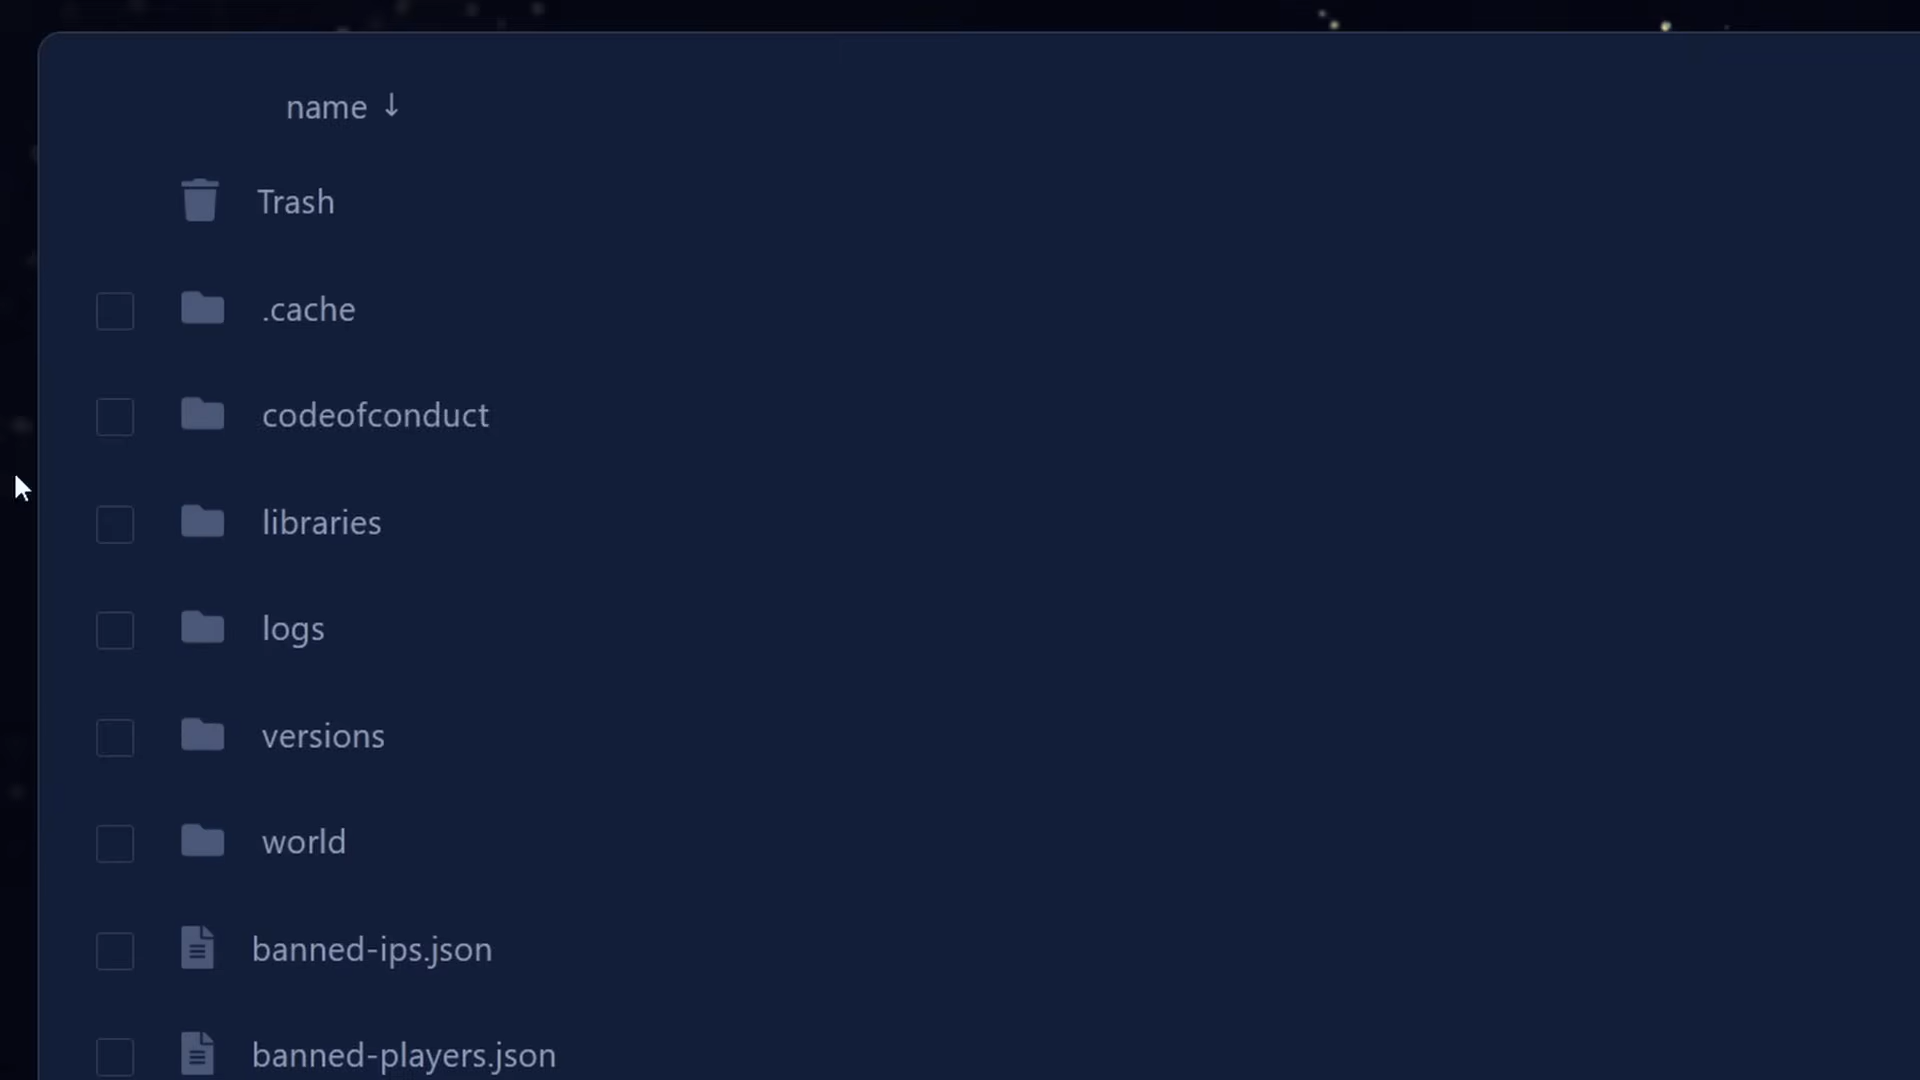 name ↓
Trash
.cache
codeofconduct
libraries
logs
versions
world
banned-ips.json
banned-players.json